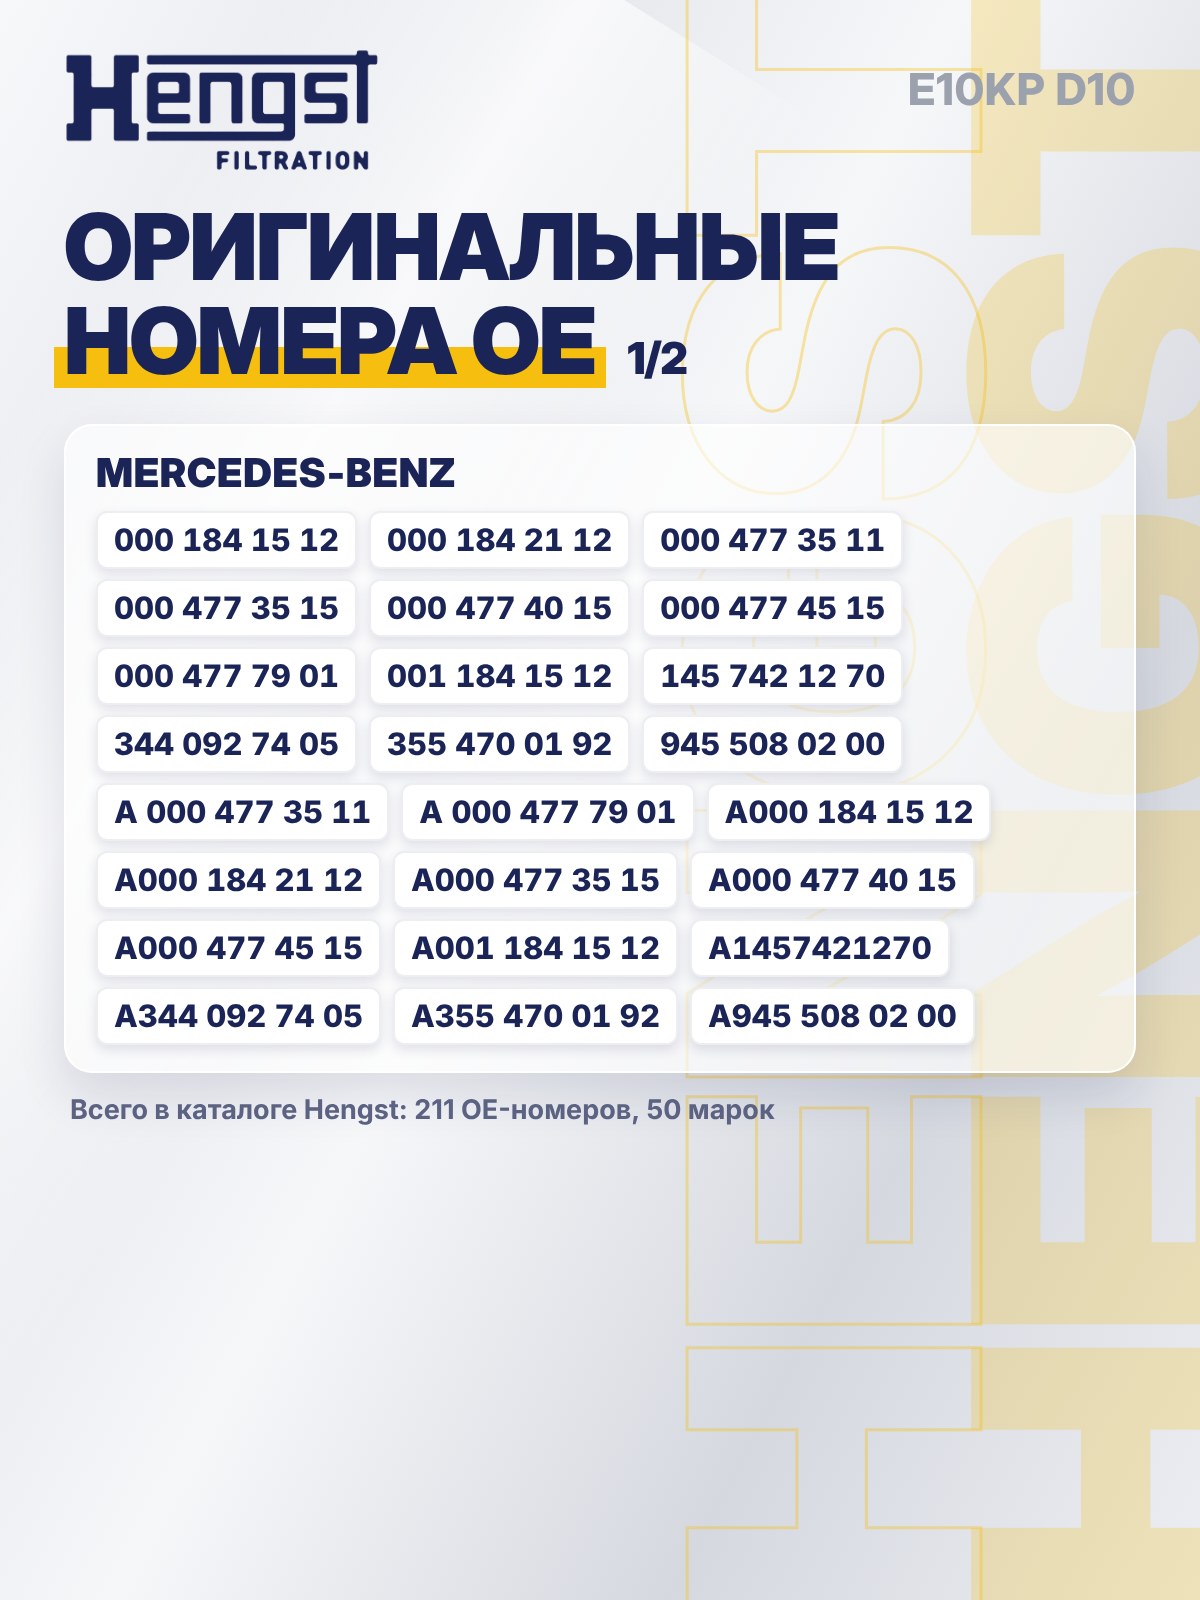 Hengst
FILTRATION
E10KP D10
ОРИГИНАЛЬНЫЕ
НОМЕРА OE 1/2
MERCEDES-BENZ
000 184 15 12 000 184 21 12 000 477 35 11
000 477 35 15 000 477 40 15 000 477 45 15
000 477 79 01 001 184 15 12 145 742 12 70
344 092 74 05 355 470 01 92 945 508 02 00
A 000 477 35 11 A 000 477 79 01 A000 184 15 12
A000 184 21 12 A000 477 35 15 A000 477 40 15
A000 477 45 15 A001 184 15 12 A1457421270
A344 092 74 05 A355 470 01 92 A945 508 02 00
Всего в каталоге Hengst: 211 OE-номеров, 50 марок
HENGST
HENGST